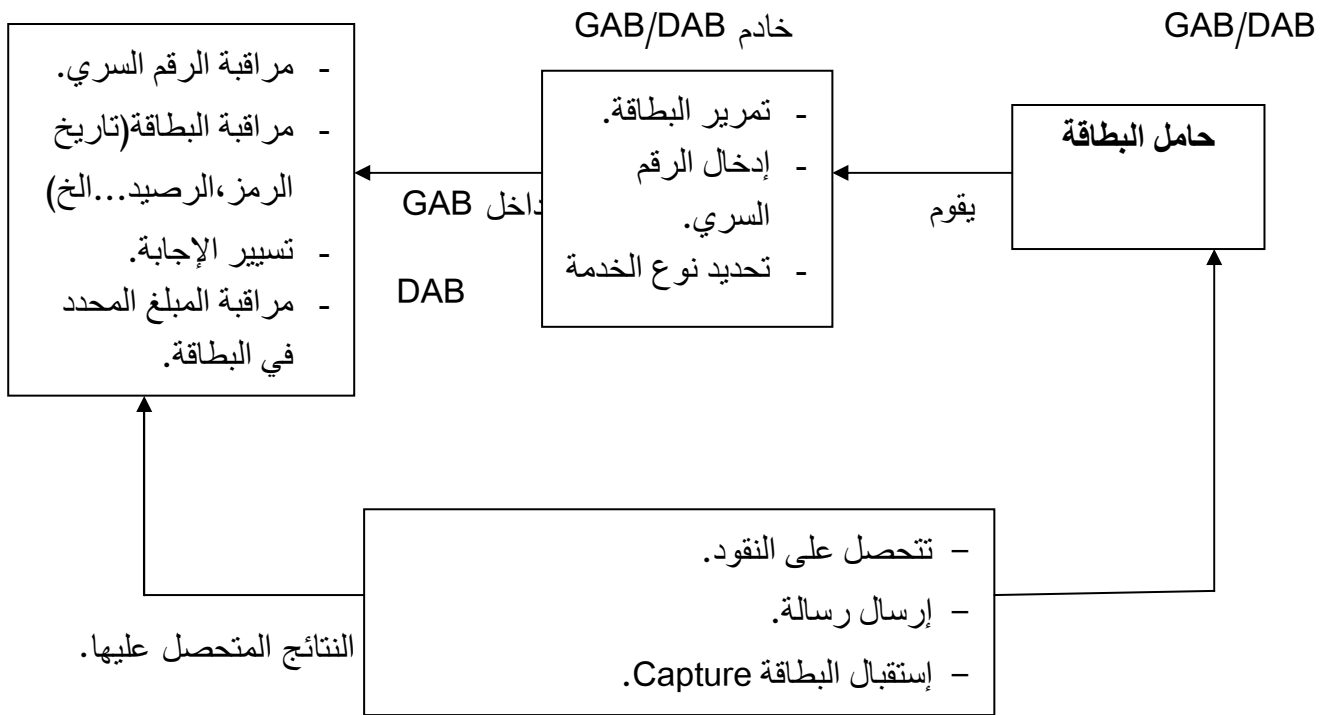 GAB/DAB
خادم GAB/DAB
حامل البطاقة
يقوم
- تمرير البطاقة.
- إدخال الرقم
السري.
- تحديد نوع الخدمة
داخل GAB
DAB
- مراقبة الرقم السري.
- مراقبة البطاقة(تاريخ
الرمز،الرصيد...الخ)
- تسيير الإجابة.
- مراقبة المبلغ المحدد
في البطاقة.
– تتحصل على النقود.
– إرسال رسالة.
– إستقبال البطاقة Capture.
النتائج المتحصل عليها.